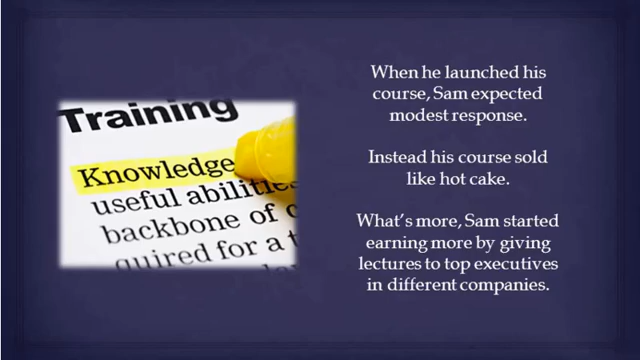 Training
Knowledge
useful abilities
backbone of
quired for a
When he launched his
course, Sam expected
modest response.
Instead his course sold
like hot cake.
What's more, Sam started
earning more by giving
lectures to top executives
in different companies.